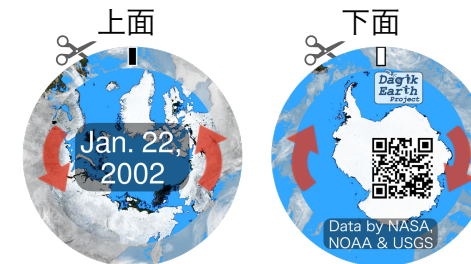 上面
下面
Jan. 22,
2002
Dagik
Earth
Project
Data by NASA,
NOAA & USGS